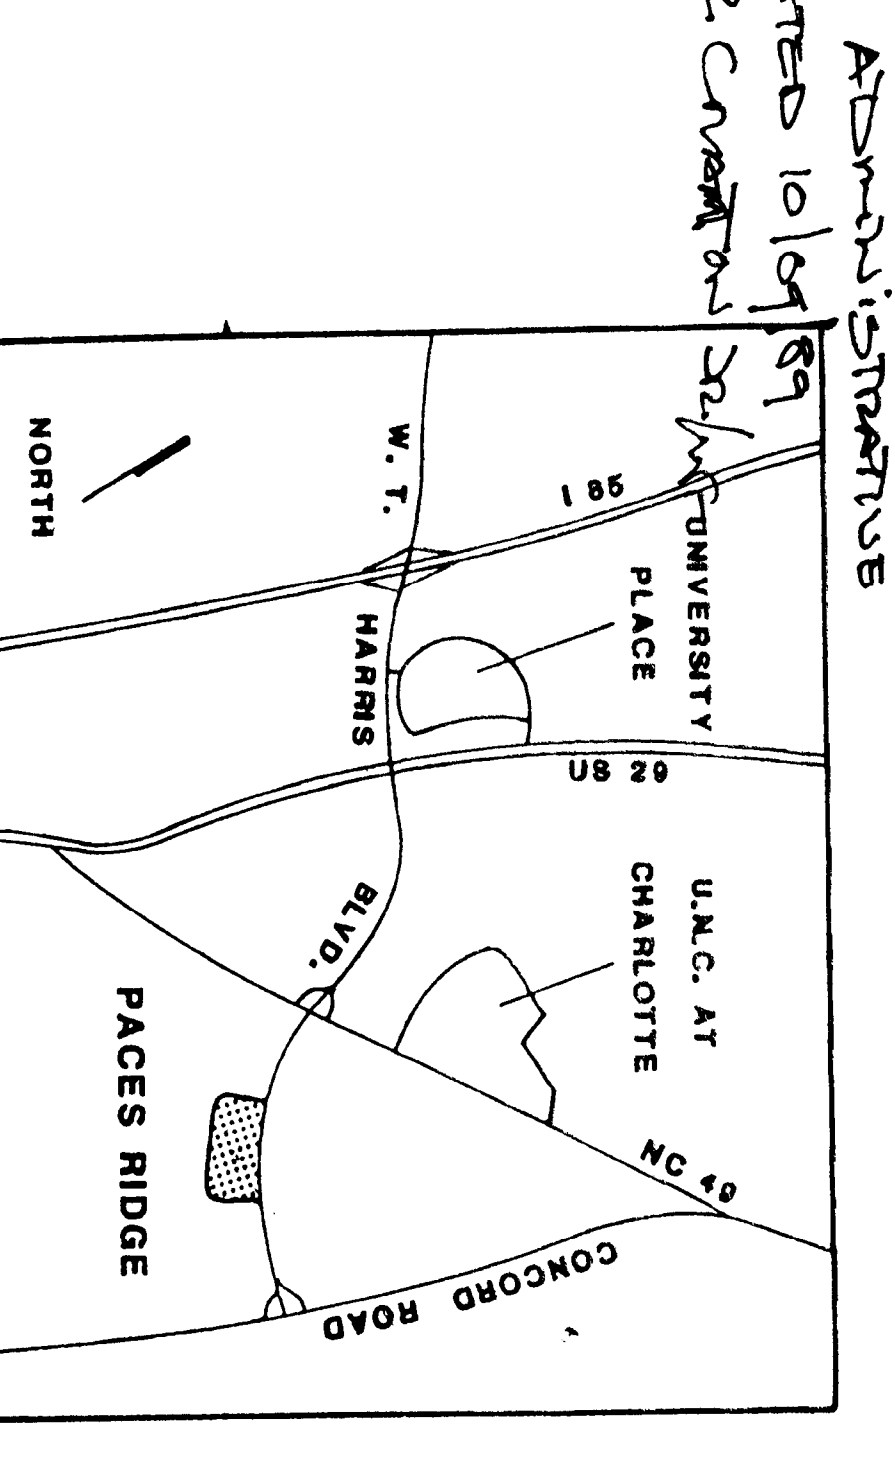 ADMINISTRATIVE
10/09/89
I 85
UNIVERSITY
PLACE
W. T.
HARRIS
BLVD.
NORTH
US 29
U.N.C. AT
CHARLOTTE
NC 49
CONCORD ROAD
PACES RIDGE